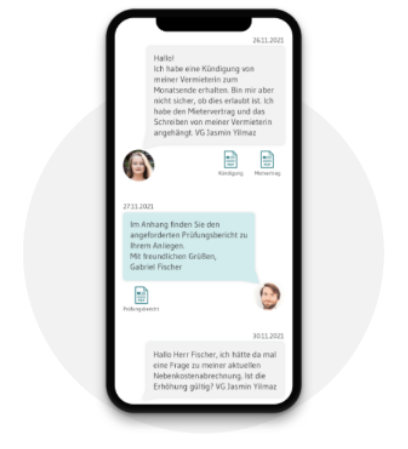 26.11.2021
Hallo!
Ich habe eine Kündigung von
meiner Vermieterin zum
Monatsende erhalten. Bin mir aber
nicht sicher, ob dies erlaubt ist. Ich
habe den Mietervertrag und das
Schreiben von meiner Vermieterin
angehängt. VG Jasmin Yilmaz
Kündigung Mietvertrag
27.11.2021
Im Anhang finden Sie den
angeforderten Prüfungsbericht zu
Ihrem Anliegen.
Mit freundlichen Grüßen,
Gabriel Fischer
Prüfungsbericht
30.11.2021
Hallo Herr Fischer, ich hätte da mal
eine Frage zu meiner aktuellen
Nebenkostenabrechnung. Ist die
Erhöhung gültig? VG Jasmin Yilmaz